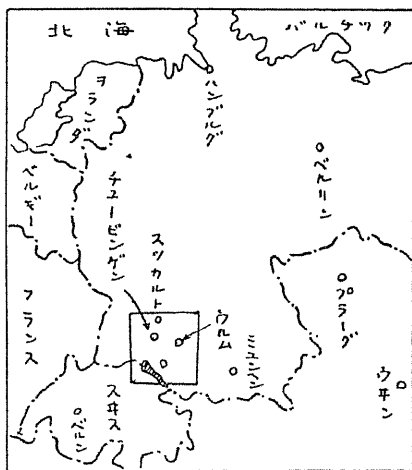 北海
バルチック
ヲランダ
ハンブルグ
ベルギー
チュービンゲン
ベルリン
スツカルト
フランス
ウルム
ミュンヘン
プラーグ
ウヰン
スヰス
ベルン